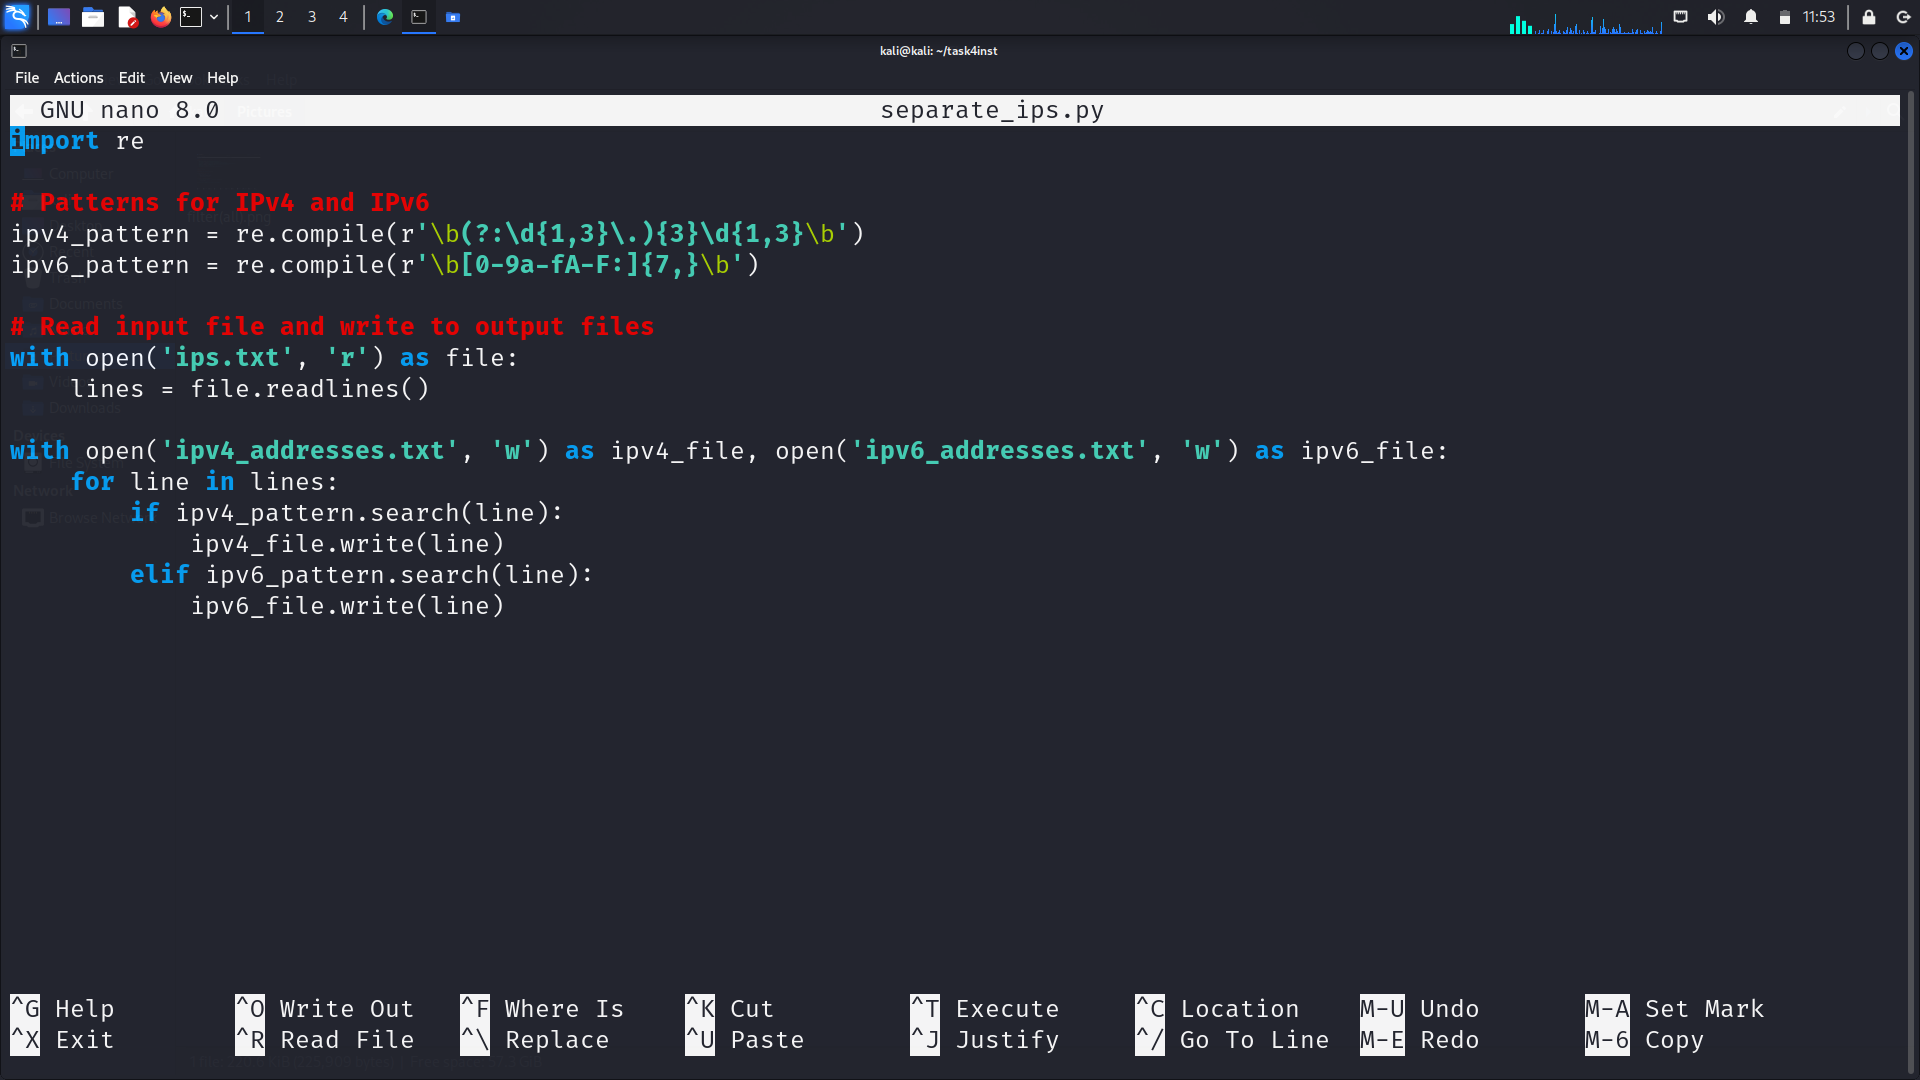 1 2 3 4 11:53
kali@kali: ~/task4inst
File Actions Edit View Help
GNU nano 8.0 separate_ips.py
import re
# Patterns for IPv4 and IPv6
ipv4_pattern = re.compile(r'\b(?:\d{1,3}\.){3}\d{1,3}\b')
ipv6_pattern = re.compile(r'\b[0-9a-fA-F:]{7,}\b')
# Read input file and write to output files
with open('ips.txt', 'r') as file:
    lines = file.readlines()
with open('ipv4_addresses.txt', 'w') as ipv4_file, open('ipv6_addresses.txt', 'w') as ipv6_file:
    for line in lines:
        if ipv4_pattern.search(line):
            ipv4_file.write(line)
        elif ipv6_pattern.search(line):
            ipv6_file.write(line)
^G Help ^O Write Out ^F Where Is ^K Cut ^T Execute ^C Location M-U Undo M-A Set Mark
^X Exit ^R Read File ^\ Replace ^U Paste ^J Justify ^/ Go To Line M-E Redo M-6 Copy
Pictures
Computer
Documents
Downloads
Network